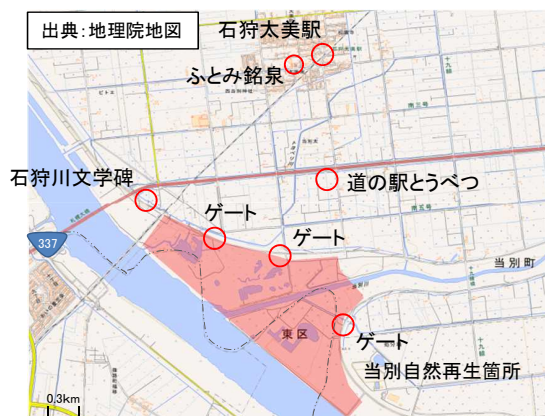 出典：地理院地図
石狩太美駅
ふとみ銘泉
石狩川文学碑
道の駅とうべつ
ゲート
ゲート
337
当別町
東区
ゲート
当別自然再生箇所
0.3km